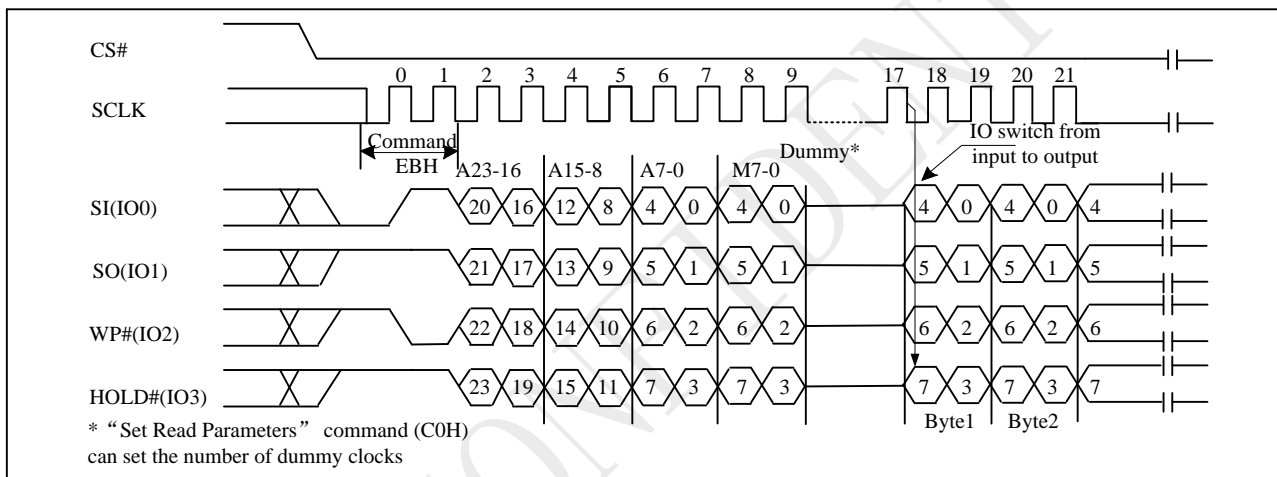 CS#
0 1 2 3 4 5 6 7 8 9 17 18 19 20 21
SCLK
Command
EBH
IO switch from
input to output
Dummy*
A23-16 A15-8 A7-0 M7-0
SI(IO0) 20 16 12 8 4 0 4 0 4 0 4 0 4
SO(IO1) 21 17 13 9 5 1 5 1 5 1 5 1 5
WP#(IO2) 22 18 14 10 6 2 6 2 6 2 6 2 6
HOLD#(IO3) 23 19 15 11 7 3 7 3 7 3 7 3 7
Byte1 Byte2
* “Set Read Parameters” command (C0H)
can set the number of dummy clocks